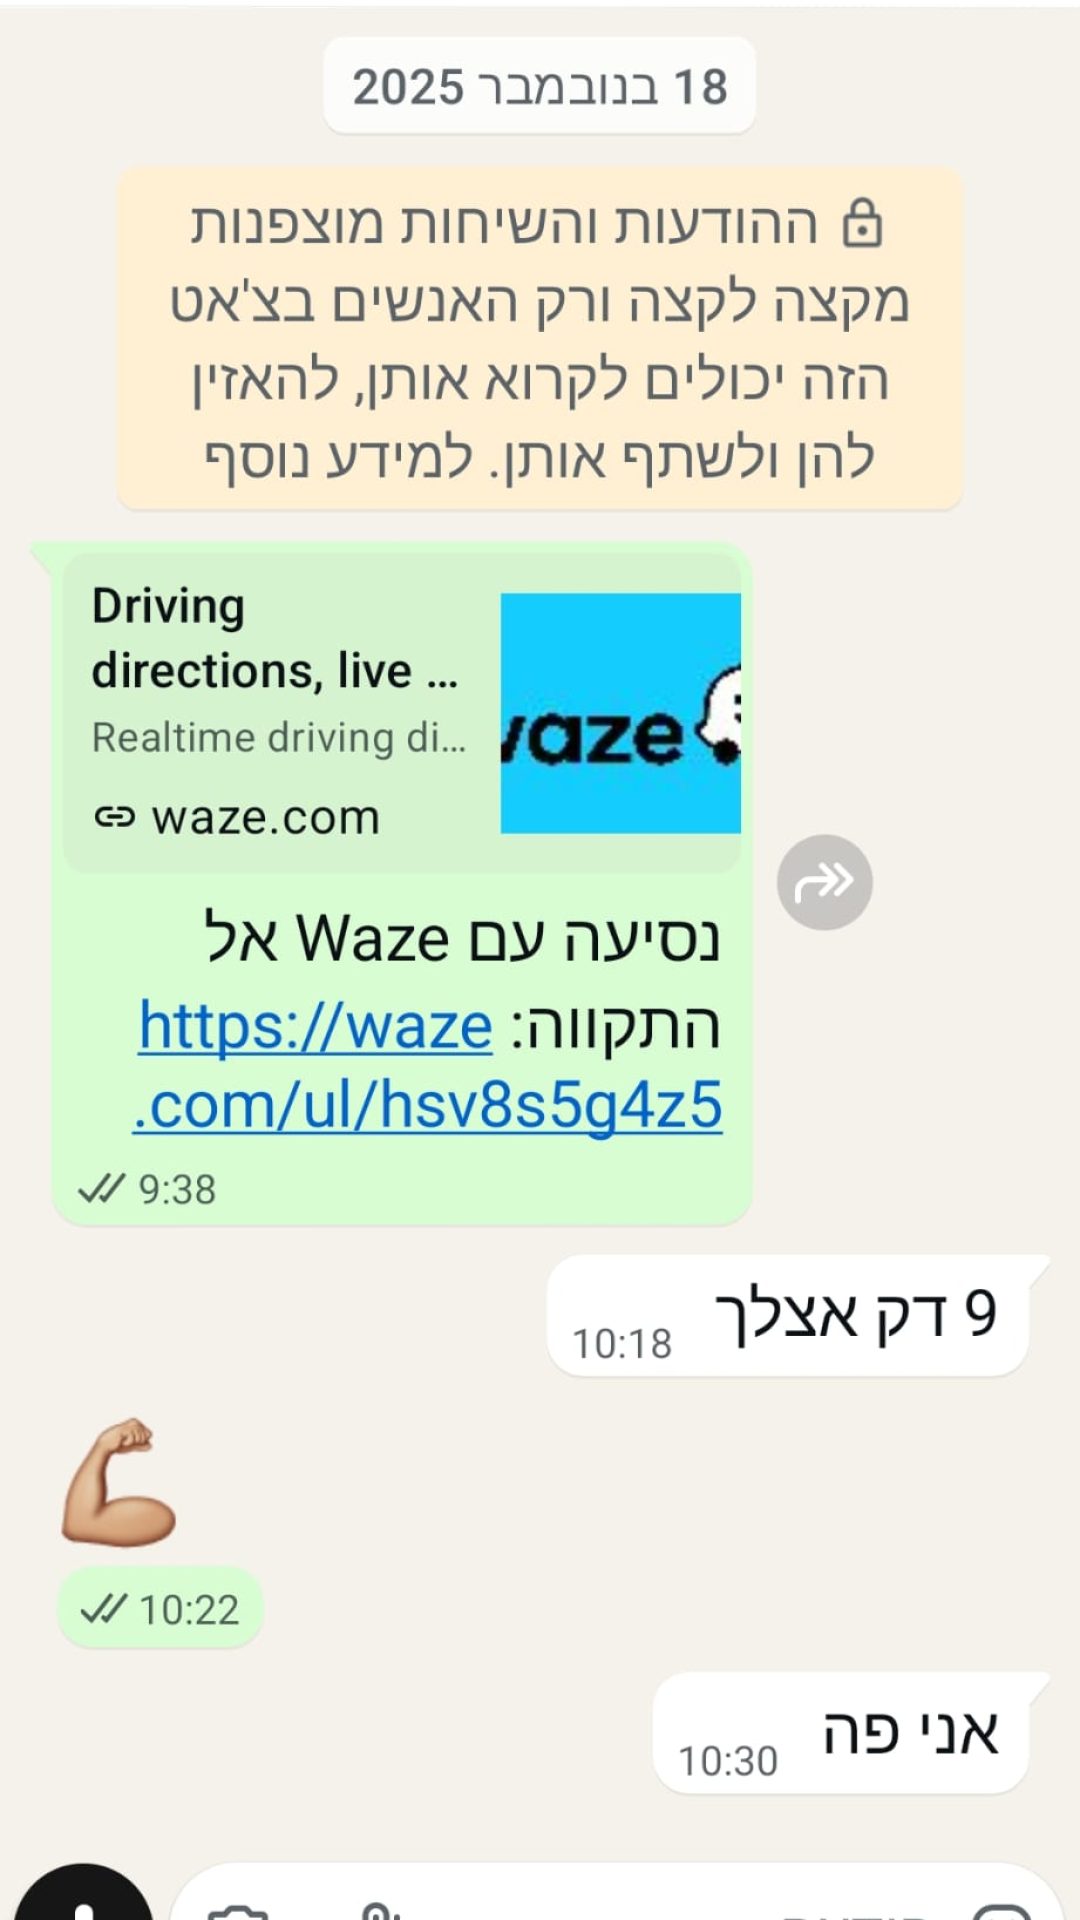 18 בנובמבר 2025
ההודעות והשיחות מוצפנות
מקצה לקצה ורק האנשים בצ'אט
הזה יכולים לקרוא אותן, להאזין
להן ולשתף אותן. למידע נוסף
Driving
directions, live ...
Realtime driving di...
waze.com
waze
נסיעה עם Waze אל
התקווה: https://waze
.com/ul/hsv8s5g4z5
9:38
9 דק אצלך
10:18
10:22
אני פה
10:30